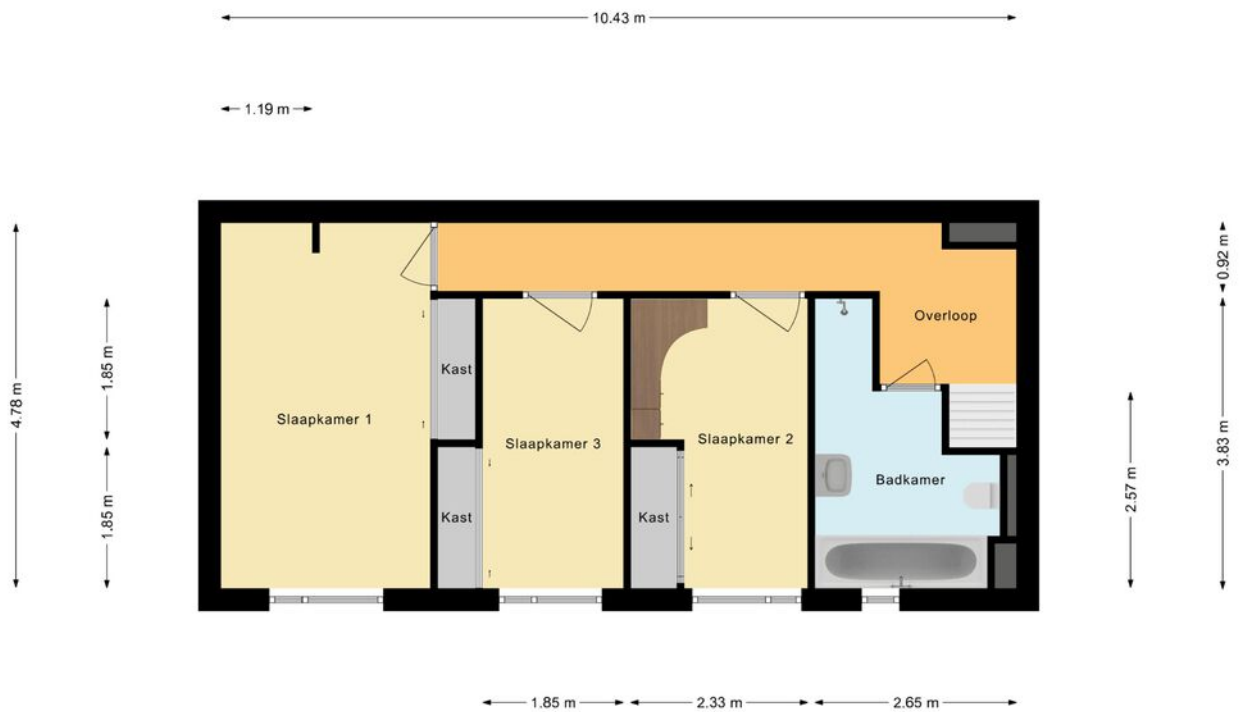 10.43 m
1.19 m
0.92 m
Overloop
1.85 m
Kast
4.78 m
Slaapkamer 1
Slaapkamer 3
Slaapkamer 2
3.83 m
Badkamer
2.57 m
1.85 m
Kast
Kast
1.85 m
2.33 m
2.65 m